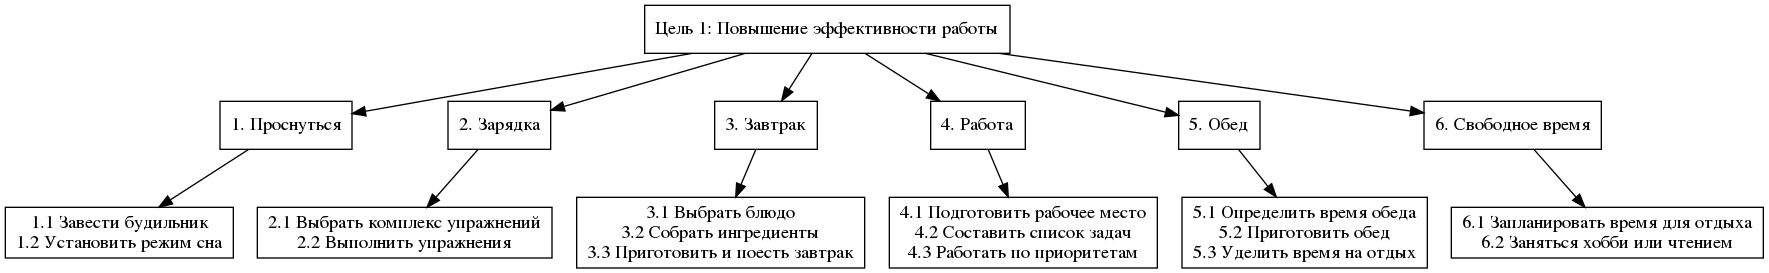 Цель 1: Повышение эффективности работы
1. Проснуться
2. Зарядка
3. Завтрак
4. Работа
5. Обед
6. Свободное время
1.1 Завести будильник
1.2 Установить режим сна
2.1 Выбрать комплекс упражнений
2.2 Выполнить упражнения
3.1 Выбрать блюдо
3.2 Собрать ингредиенты
3.3 Приготовить и поесть завтрак
4.1 Подготовить рабочее место
4.2 Составить список задач
4.3 Работать по приоритетам
5.1 Определить время обеда
5.2 Приготовить обед
5.3 Уделить время на отдых
6.1 Запланировать время для отдыха
6.2 Заняться хобби или чтением